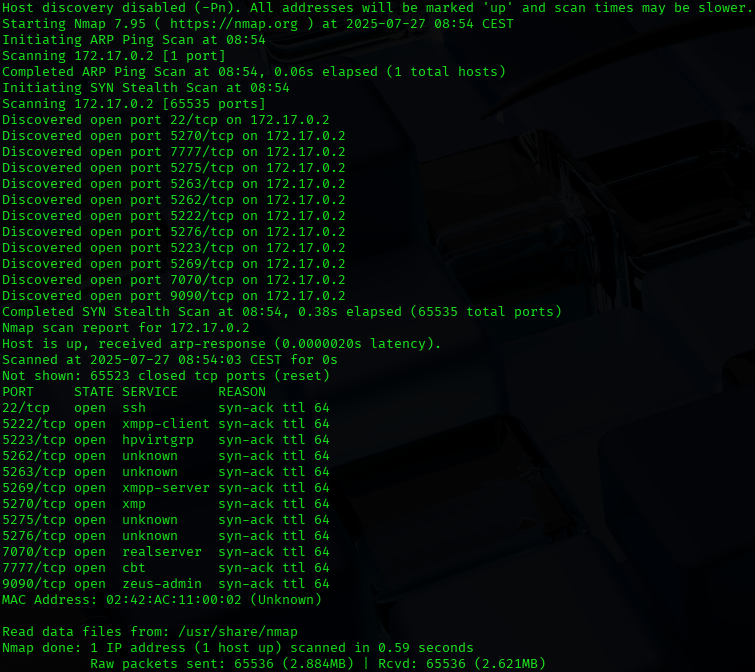 Host discovery disabled (-Pn). All addresses will be marked 'up' and scan times may be slower.
Starting Nmap 7.95 ( https://nmap.org ) at 2025-07-27 08:54 CEST
Initiating ARP Ping Scan at 08:54
Scanning 172.17.0.2 [1 port]
Completed ARP Ping Scan at 08:54, 0.06s elapsed (1 total hosts)
Initiating SYN Stealth Scan at 08:54
Scanning 172.17.0.2 [65535 ports]
Discovered open port 22/tcp on 172.17.0.2
Discovered open port 5270/tcp on 172.17.0.2
Discovered open port 7777/tcp on 172.17.0.2
Discovered open port 5275/tcp on 172.17.0.2
Discovered open port 5263/tcp on 172.17.0.2
Discovered open port 5262/tcp on 172.17.0.2
Discovered open port 5222/tcp on 172.17.0.2
Discovered open port 5276/tcp on 172.17.0.2
Discovered open port 5223/tcp on 172.17.0.2
Discovered open port 5269/tcp on 172.17.0.2
Discovered open port 7070/tcp on 172.17.0.2
Discovered open port 9090/tcp on 172.17.0.2
Completed SYN Stealth Scan at 08:54, 0.38s elapsed (65535 total ports)
Nmap scan report for 172.17.0.2
Host is up, received arp-response (0.0000020s latency).
Scanned at 2025-07-27 08:54:03 CEST for 0s
Not shown: 65523 closed tcp ports (reset)
PORT     STATE SERVICE     REASON
22/tcp   open  ssh         syn-ack ttl 64
5222/tcp open  xmpp-client syn-ack ttl 64
5223/tcp open  hpvirtgrp   syn-ack ttl 64
5262/tcp open  unknown     syn-ack ttl 64
5263/tcp open  unknown     syn-ack ttl 64
5269/tcp open  xmpp-server syn-ack ttl 64
5270/tcp open  xmp         syn-ack ttl 64
5275/tcp open  unknown     syn-ack ttl 64
5276/tcp open  unknown     syn-ack ttl 64
7070/tcp open  realserver  syn-ack ttl 64
7777/tcp open  cbt         syn-ack ttl 64
9090/tcp open  zeus-admin  syn-ack ttl 64
MAC Address: 02:42:AC:11:00:02 (Unknown)

Read data files from: /usr/share/nmap
Nmap done: 1 IP address (1 host up) scanned in 0.59 seconds
           Raw packets sent: 65536 (2.884MB) | Rcvd: 65536 (2.621MB)